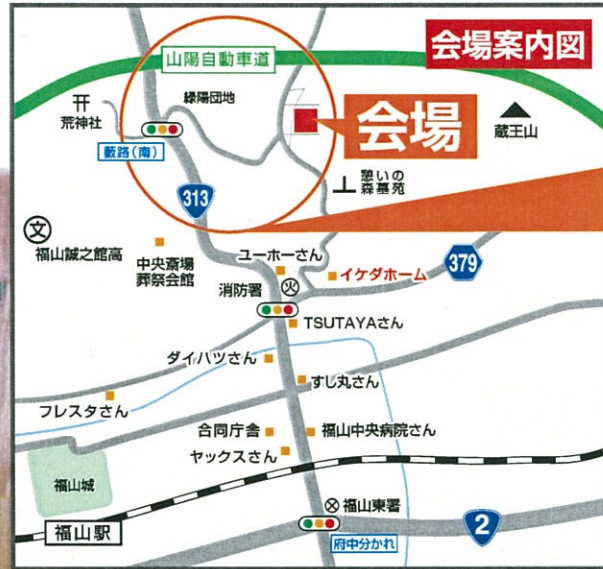 会場案内図
山陽自動車道
緑陽団地
荒神社
藪路(南)
会場
蔵王山
憩いの
森墓苑
313
文
福山誠之館高
中央斎場
葬祭会館
ユーホーさん
イケダホーム
379
消防署
火
TSUTAYAさん
ダイハツさん
すし丸さん
フレスタさん
合同庁舎
福山中央病院さん
ヤックスさん
福山城
福山東署
福山駅
府中分かれ
2